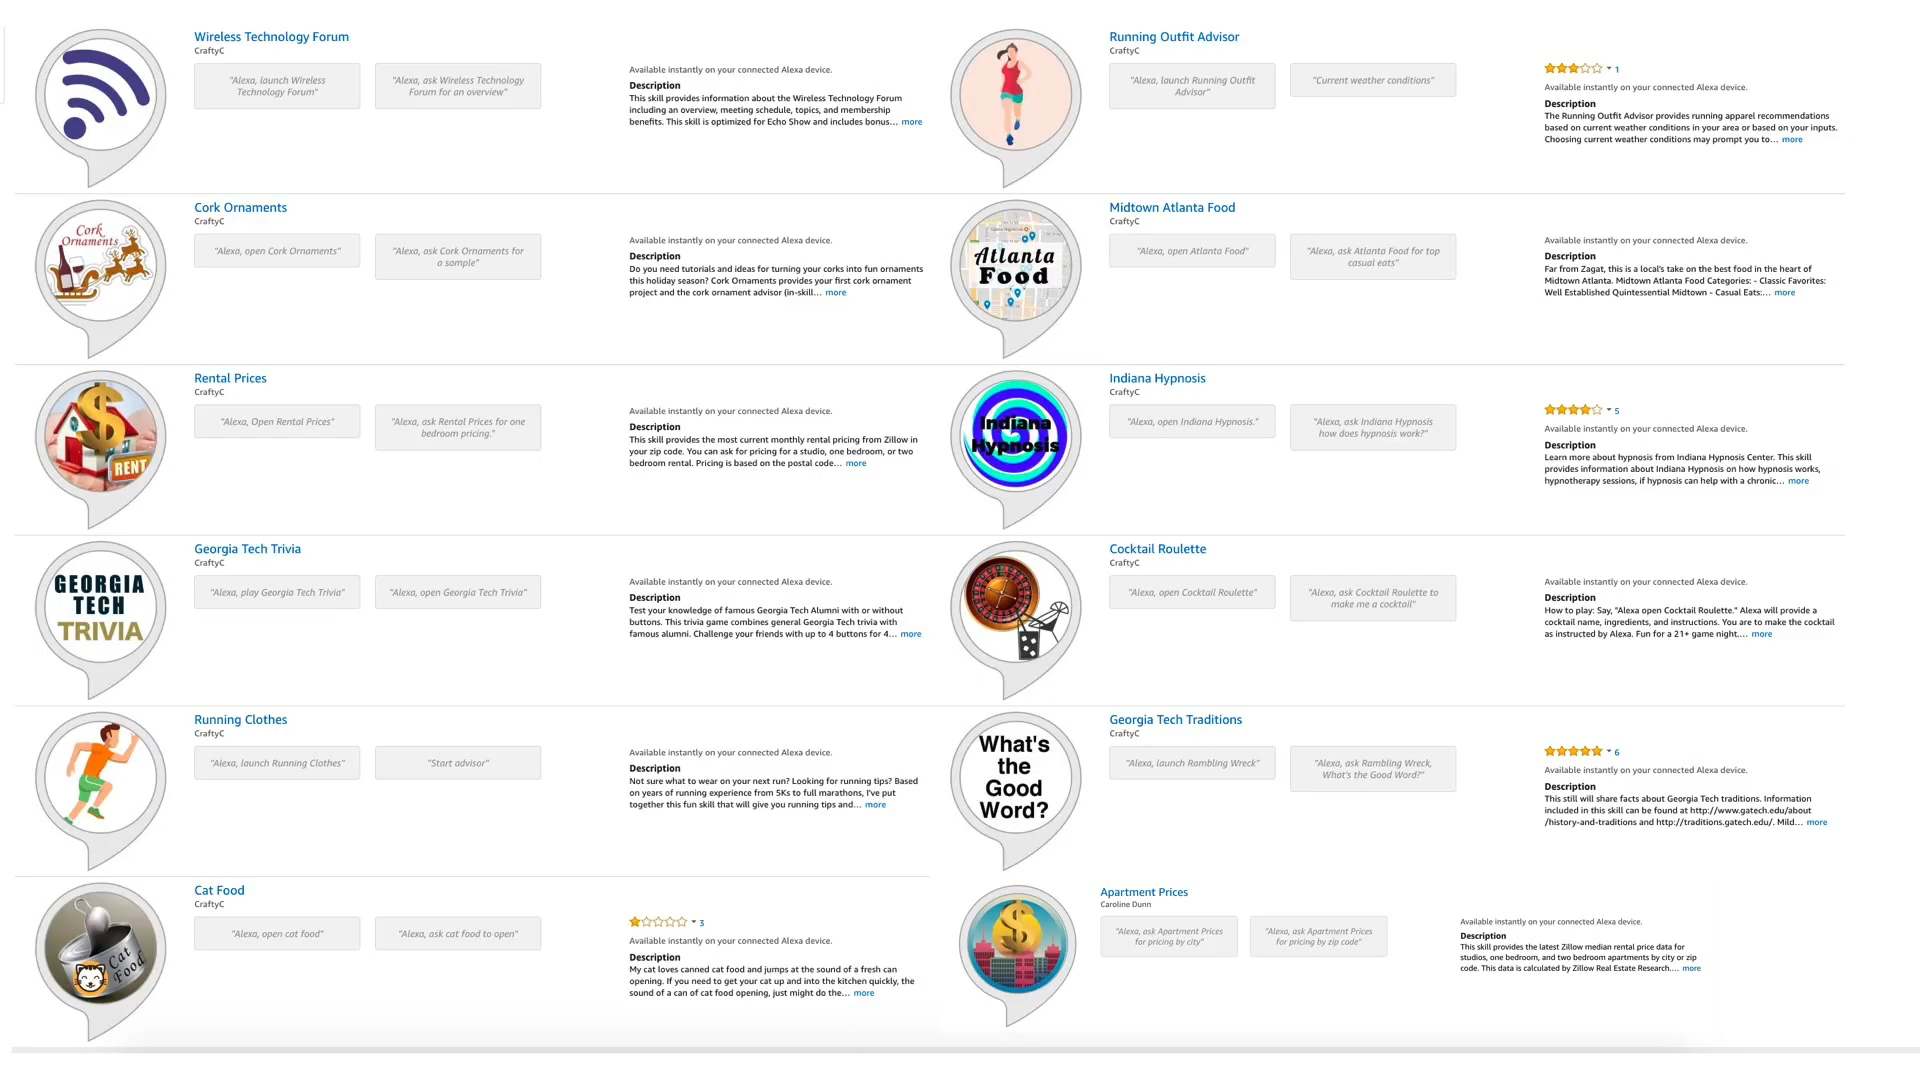 Wireless Technology Forum
CraftyC
"Alexa, launch Wireless
Technology Forum"
"Alexa, ask Wireless Technology
Forum for an overview"
Available instantly on your connected Alexa device.
Description
This skill provides information about the Wireless Technology Forum
including an overview, meeting schedule, topics, and membership
benefits. This skill is optimized for Echo Show and includes bonus... more
Running Outfit Advisor
CraftyC
"Alexa, launch Running Outfit
Advisor"
"Current weather conditions"
1
Available instantly on your connected Alexa device.
Description
The Running Outfit Advisor provides running apparel recommendations
based on current weather conditions in your area or based on your inputs.
Choosing current weather conditions may prompt you to... more
Cork
Ornaments
Cork Ornaments
CraftyC
"Alexa, open Cork Ornaments"
"Alexa, ask Cork Ornaments for
a sample"
Available instantly on your connected Alexa device.
Description
Do you need tutorials and ideas for turning your corks into fun ornaments
this holiday season? Cork Ornaments provides your first cork ornament
project and the cork ornament advisor (in-skill... more
Atlanta
Food
Midtown Atlanta Food
CraftyC
"Alexa, open Atlanta Food"
"Alexa, ask Atlanta Food for top
casual eats"
Available instantly on your connected Alexa device.
Description
Far from Zagat, this is a local's take on the best food in the heart of
Midtown Atlanta. Midtown Atlanta Food Categories: - Classic Favorites:
Well Established Quintessential Midtown - Casual Eats:... more
RENT
Rental Prices
CraftyC
"Alexa, Open Rental Prices"
"Alexa, ask Rental Prices for one
bedroom pricing."
Available instantly on your connected Alexa device.
Description
This skill provides the most current monthly rental pricing from Zillow in
your zip code. You can ask for pricing for a studio, one bedroom, or two
bedroom rental. Pricing is based on the postal code... more
Indiana
Hypnosis
Indiana Hypnosis
CraftyC
"Alexa, open Indiana Hypnosis."
"Alexa, ask Indiana Hypnosis
how does hypnosis work?"
5
Available instantly on your connected Alexa device.
Description
Learn more about hypnosis from Indiana Hypnosis Center. This skill
provides information about Indiana Hypnosis on how hypnosis works,
hypnotherapy sessions, if hypnosis can help with a chronic... more
GEORGIA
TECH
TRIVIA
Georgia Tech Trivia
CraftyC
"Alexa, play Georgia Tech Trivia"
"Alexa, open Georgia Tech Trivia"
Available instantly on your connected Alexa device.
Description
Test your knowledge of famous Georgia Tech Alumni with or without
buttons. This trivia game combines general Georgia Tech trivia with
famous alumni. Challenge your friends with up to 4 buttons for 4... more
Cocktail Roulette
CraftyC
"Alexa, open Cocktail Roulette"
"Alexa, ask Cocktail Roulette to
make me a cocktail"
Available instantly on your connected Alexa device.
Description
How to play: Say, "Alexa open Cocktail Roulette." Alexa will provide a
cocktail name, ingredients, and instructions. You are to make the cocktail
as instructed by Alexa. Fun for a 21+ game night.... more
Running Clothes
CraftyC
"Alexa, launch Running Clothes"
"Start advisor"
Available instantly on your connected Alexa device.
Description
Not sure what to wear on your next run? Looking for running tips? Based
on years of running experience from 5Ks to full marathons, I've put
together this fun skill that will give you running tips and... more
What's
the
Good
Word?
Georgia Tech Traditions
CraftyC
"Alexa, launch Rambling Wreck"
"Alexa, ask Rambling Wreck,
What's the Good Word?"
6
Available instantly on your connected Alexa device.
Description
This still will share facts about Georgia Tech traditions. Information
included in this skill can be found at http://www.gatech.edu/about
/history-and-traditions and http://traditions.gatech.edu/. Mild... more
Cat
Food
Cat Food
CraftyC
"Alexa, open cat food"
"Alexa, ask cat food to open"
3
Available instantly on your connected Alexa device.
Description
My cat loves canned cat food and jumps at the sound of a fresh can
opening. If you need to get your cat up and into the kitchen quickly, the
sound of a can of cat food opening, just might do the... more
Apartment Prices
Caroline Dunn
"Alexa, ask Apartment Prices
for pricing by city"
"Alexa, ask Apartment Prices
for pricing by zip code"
Available instantly on your connected Alexa device.
Description
This skill provides the latest Zillow median rental price data for
studios, one bedroom, and two bedroom apartments by city or zip
code. This data is calculated by Zillow Real Estate Research.... more